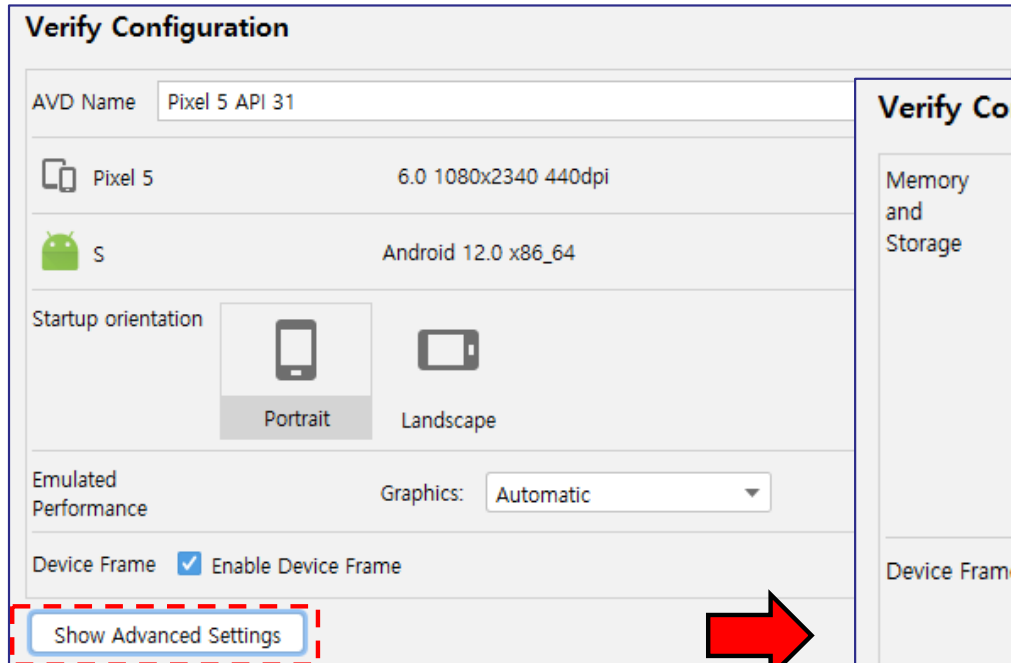 Verify Configuration
AVD Name Pixel 5 API 31
Pixel 5 6.0 1080x2340 440dpi
S Android 12.0 x86_64
Startup orientation
Portrait Landscape
Emulated
Performance
Graphics: Automatic
Device Frame Enable Device Frame
Show Advanced Settings
Verify Co
Memory
and
Storage
Device Fram